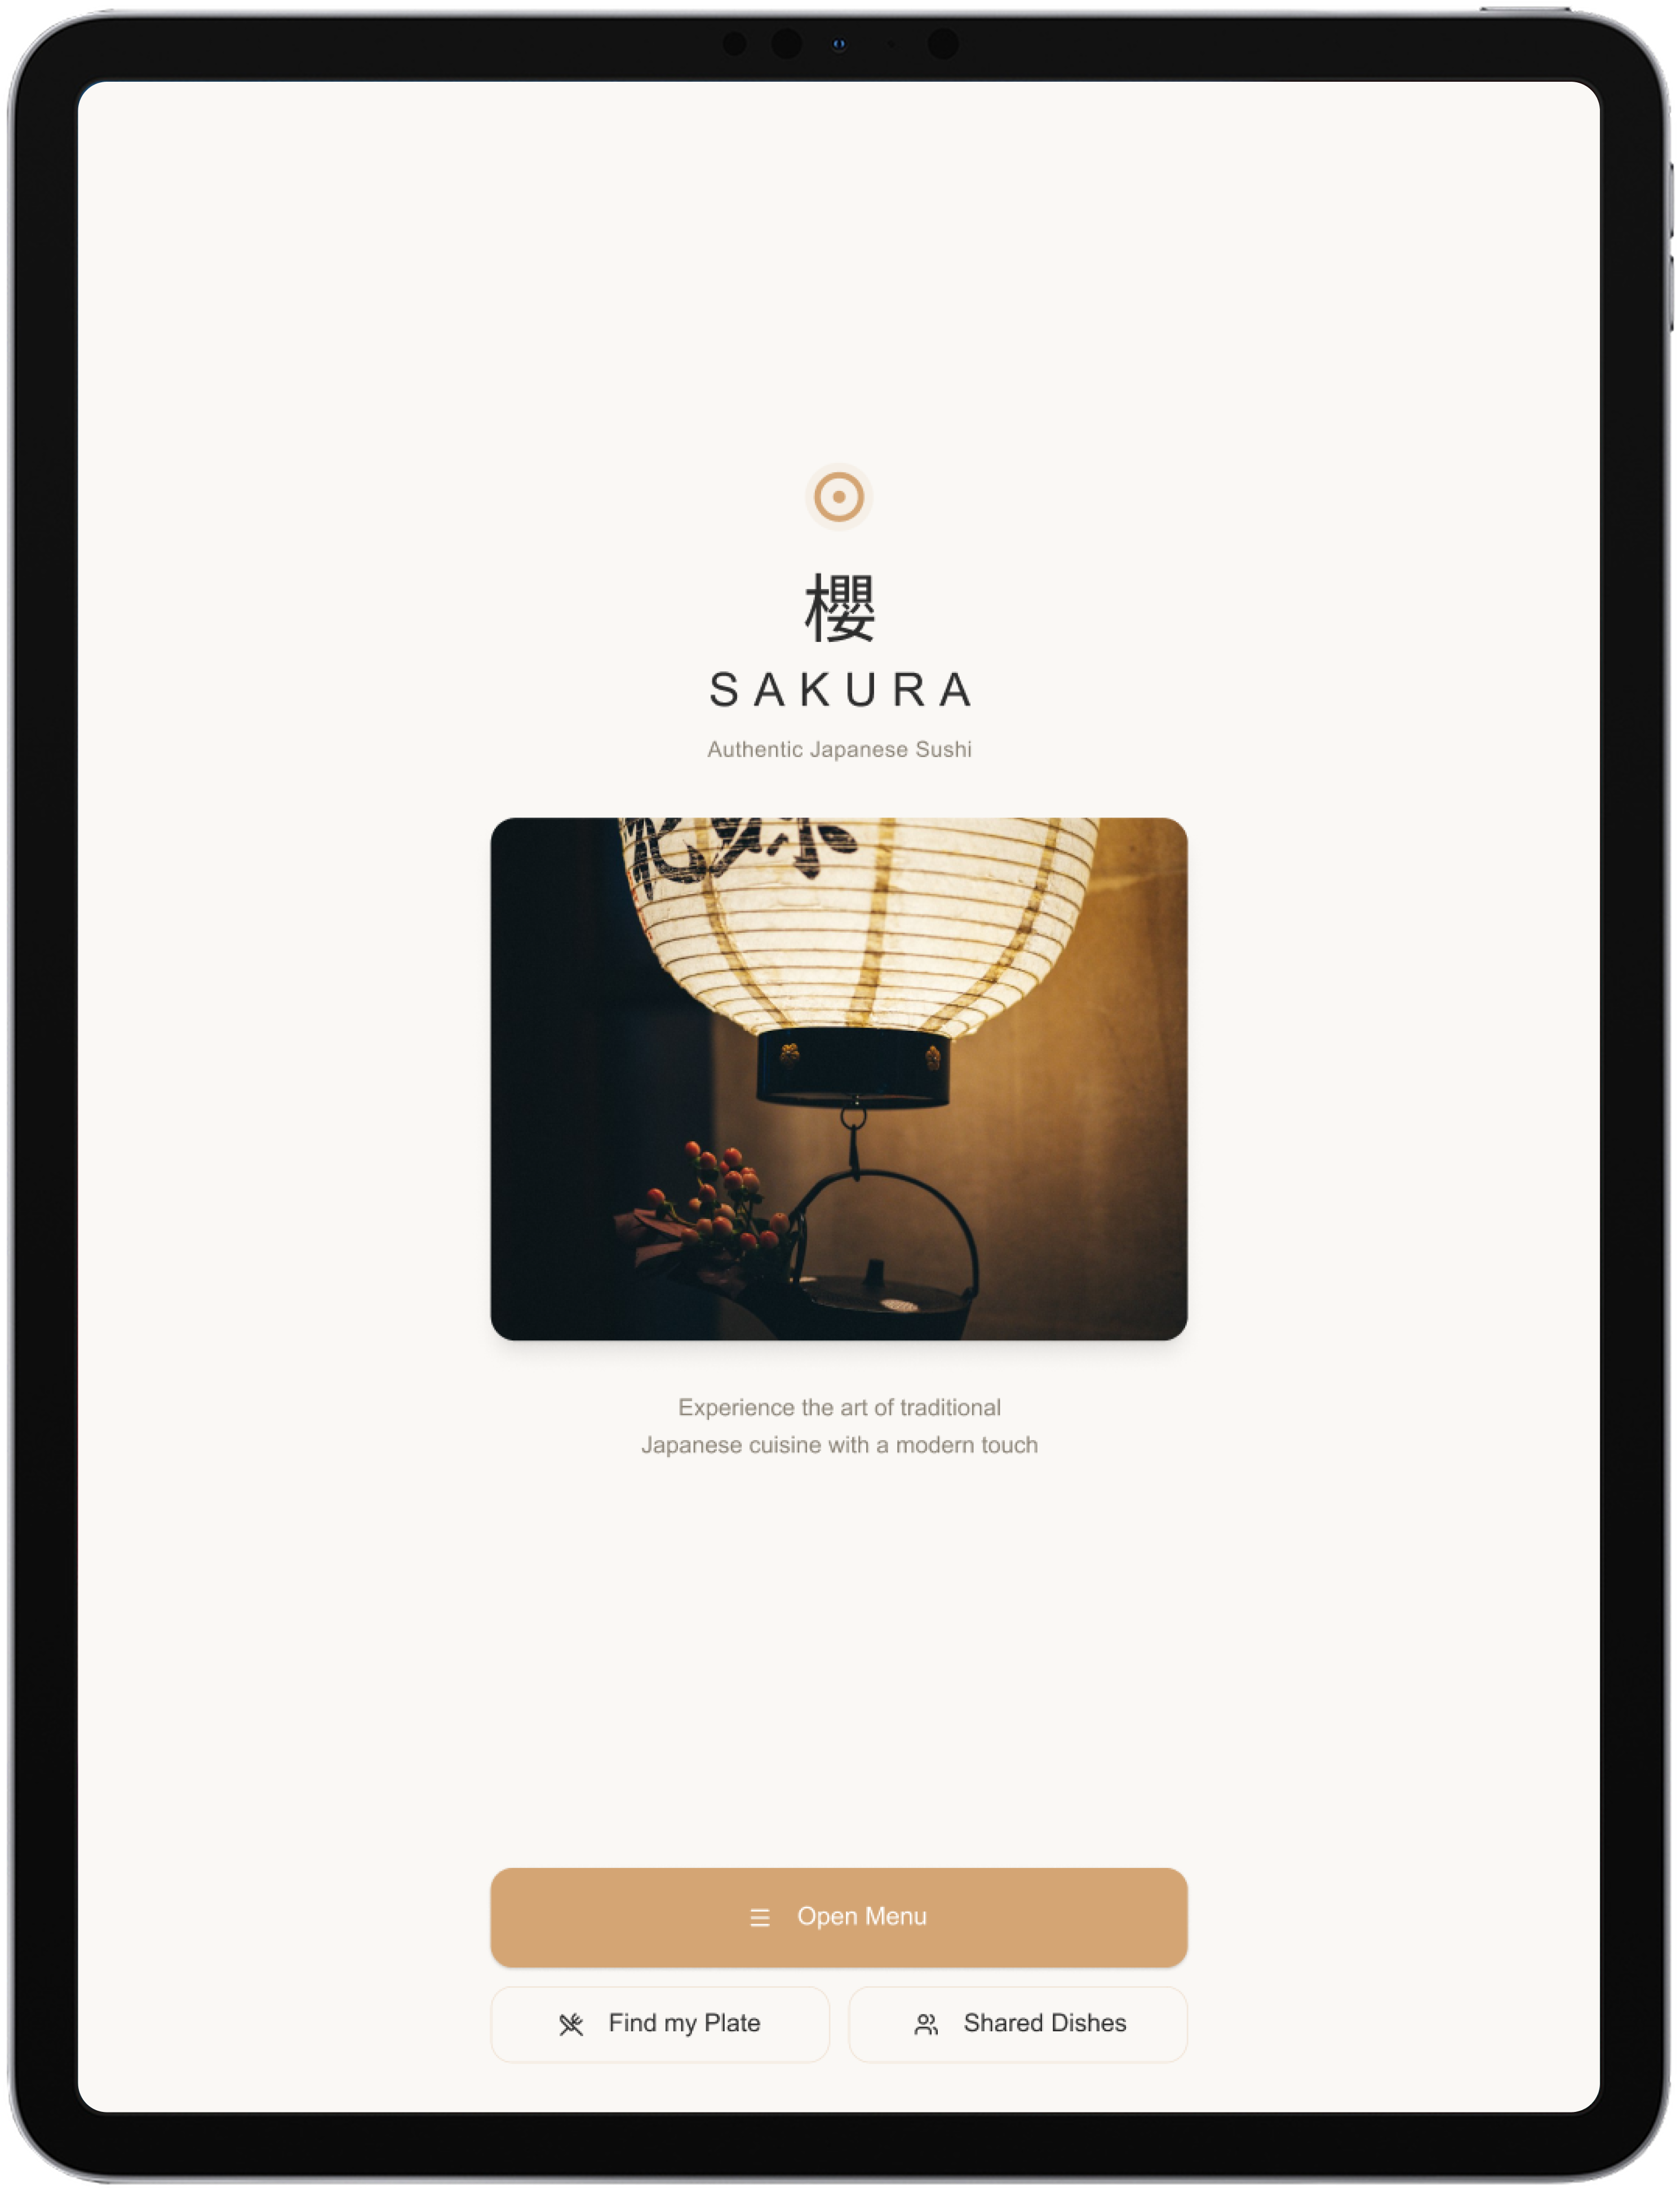 櫻
SAKURA
Authentic Japanese Sushi
Experience the art of traditional
Japanese cuisine with a modern touch
Open Menu
Find my Plate
Shared Dishes